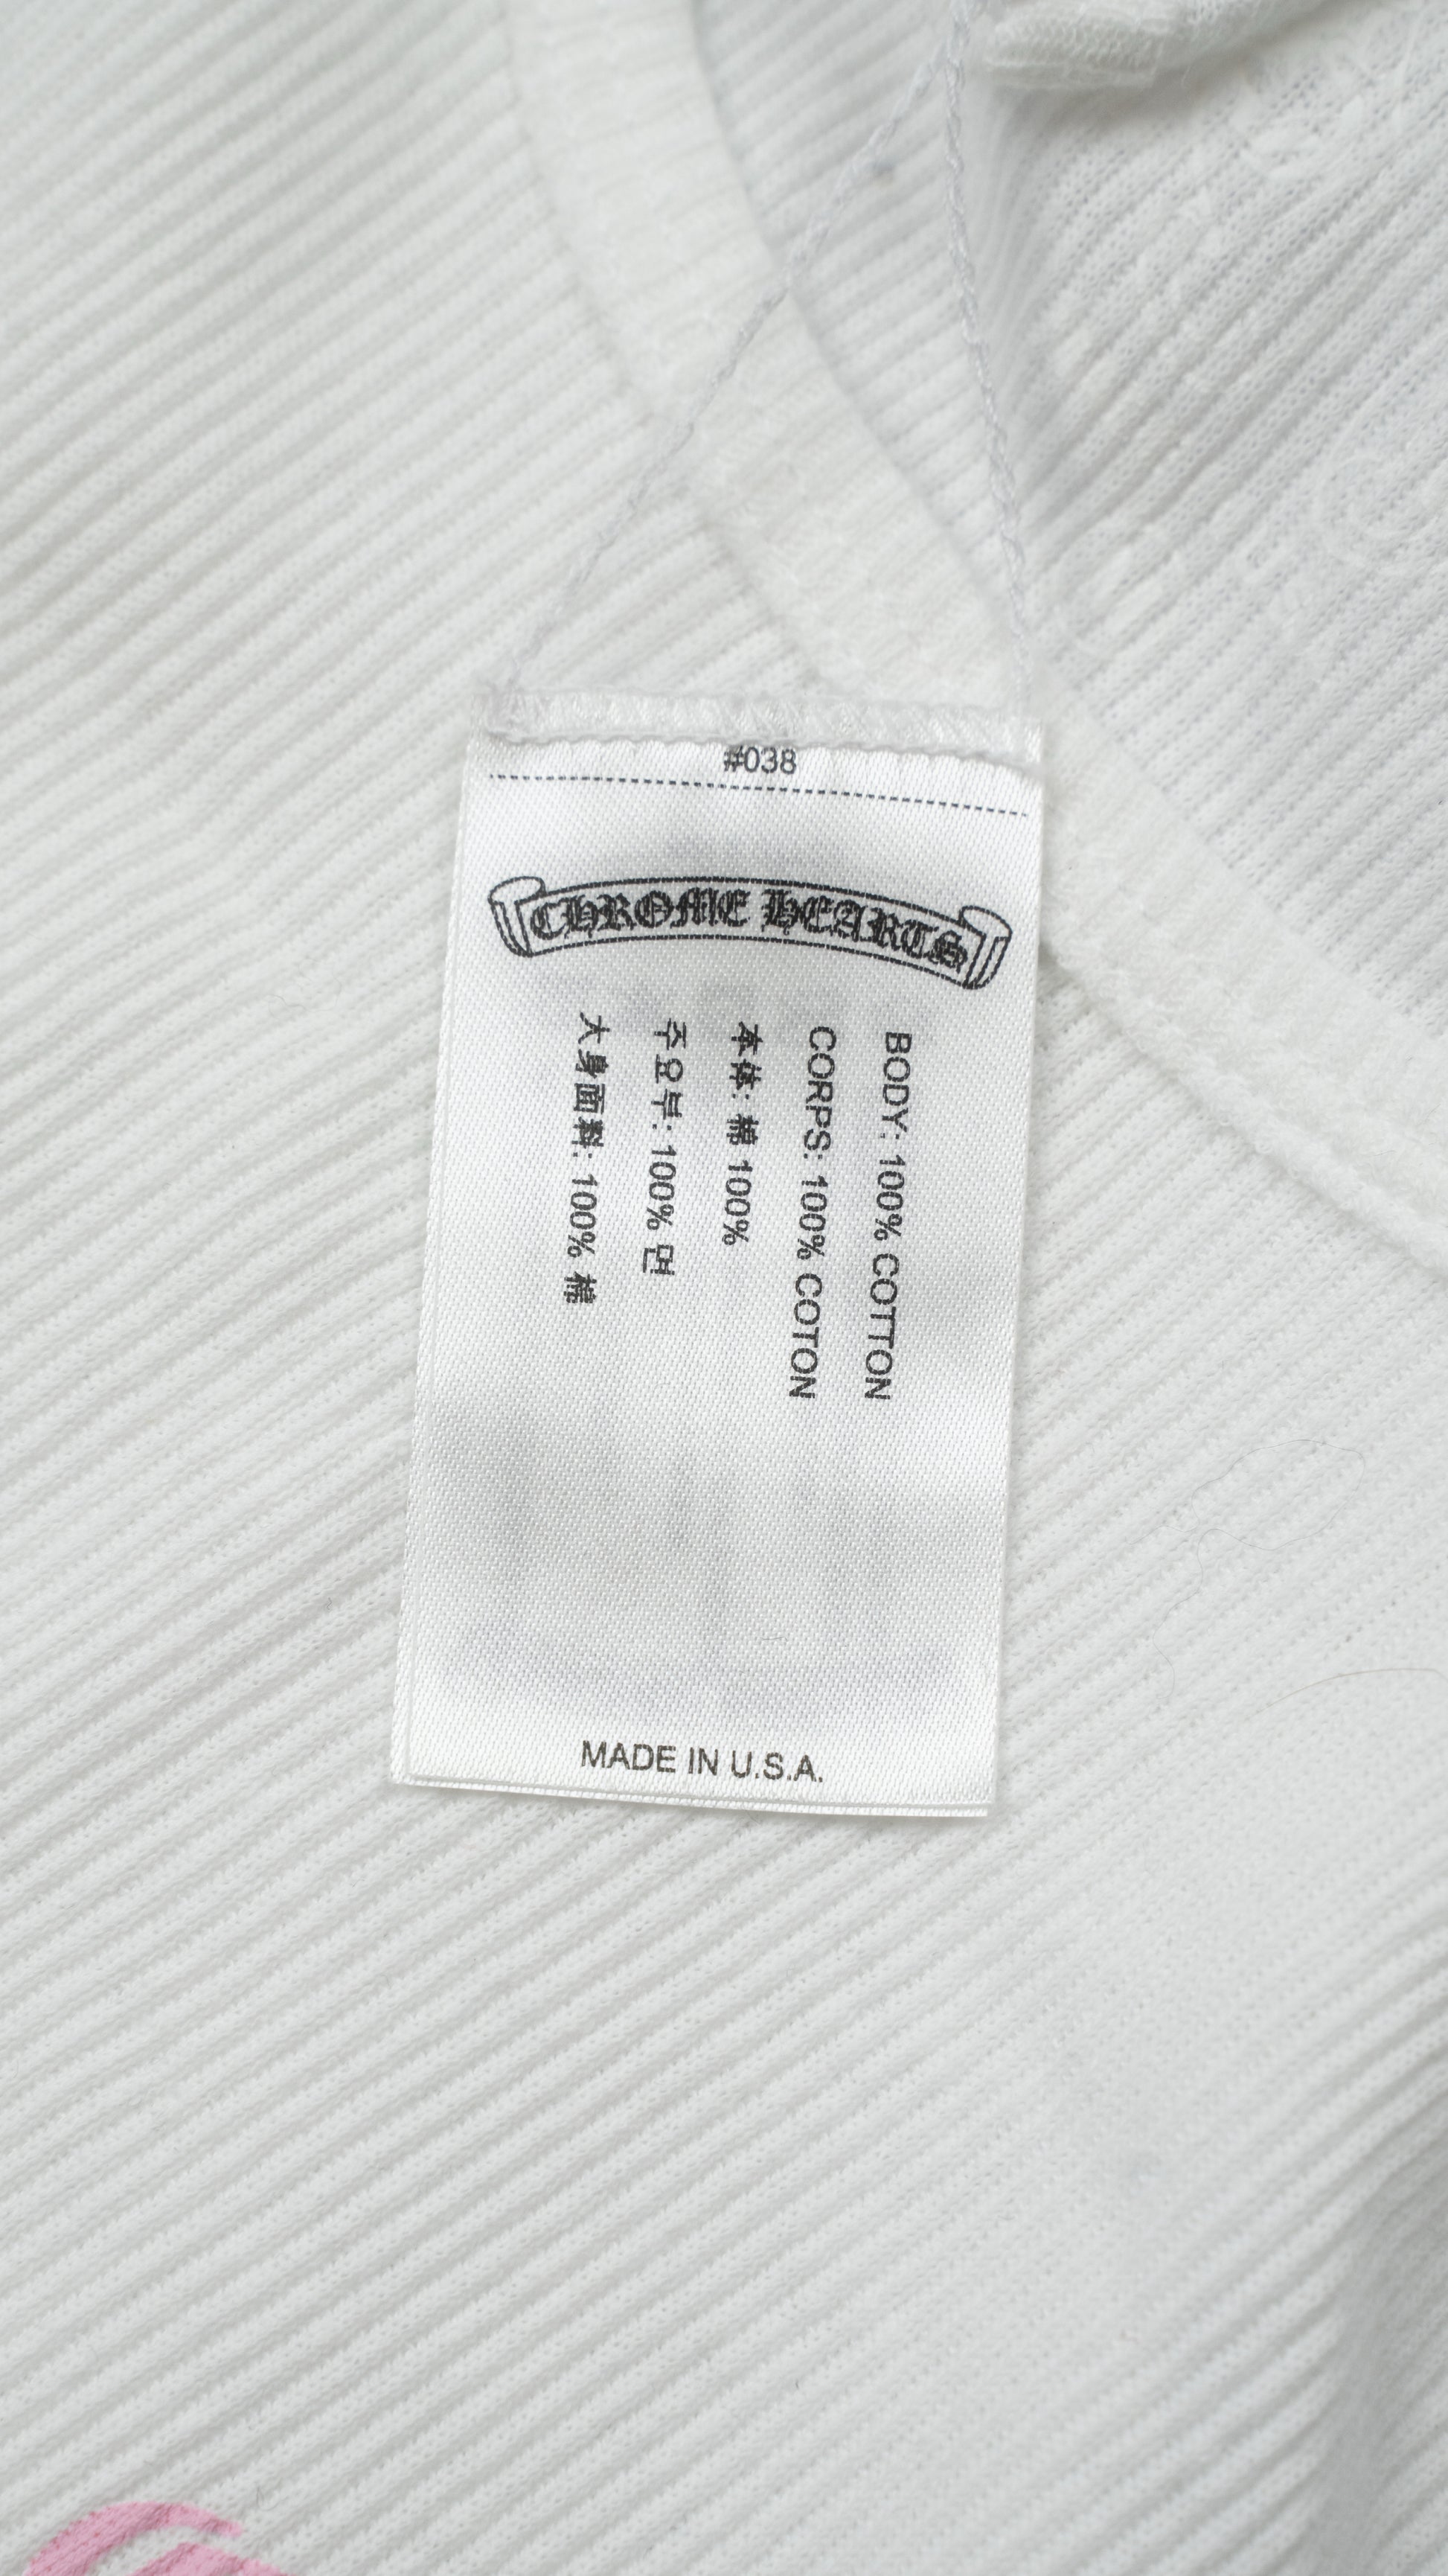 #038
CHROME HEARTS
BODY: 100% COTTON
CORPS: 100% COTON
本体: 綿 100%
주요부: 100% 면
大身面料: 100% 棉
MADE IN U.S.A.